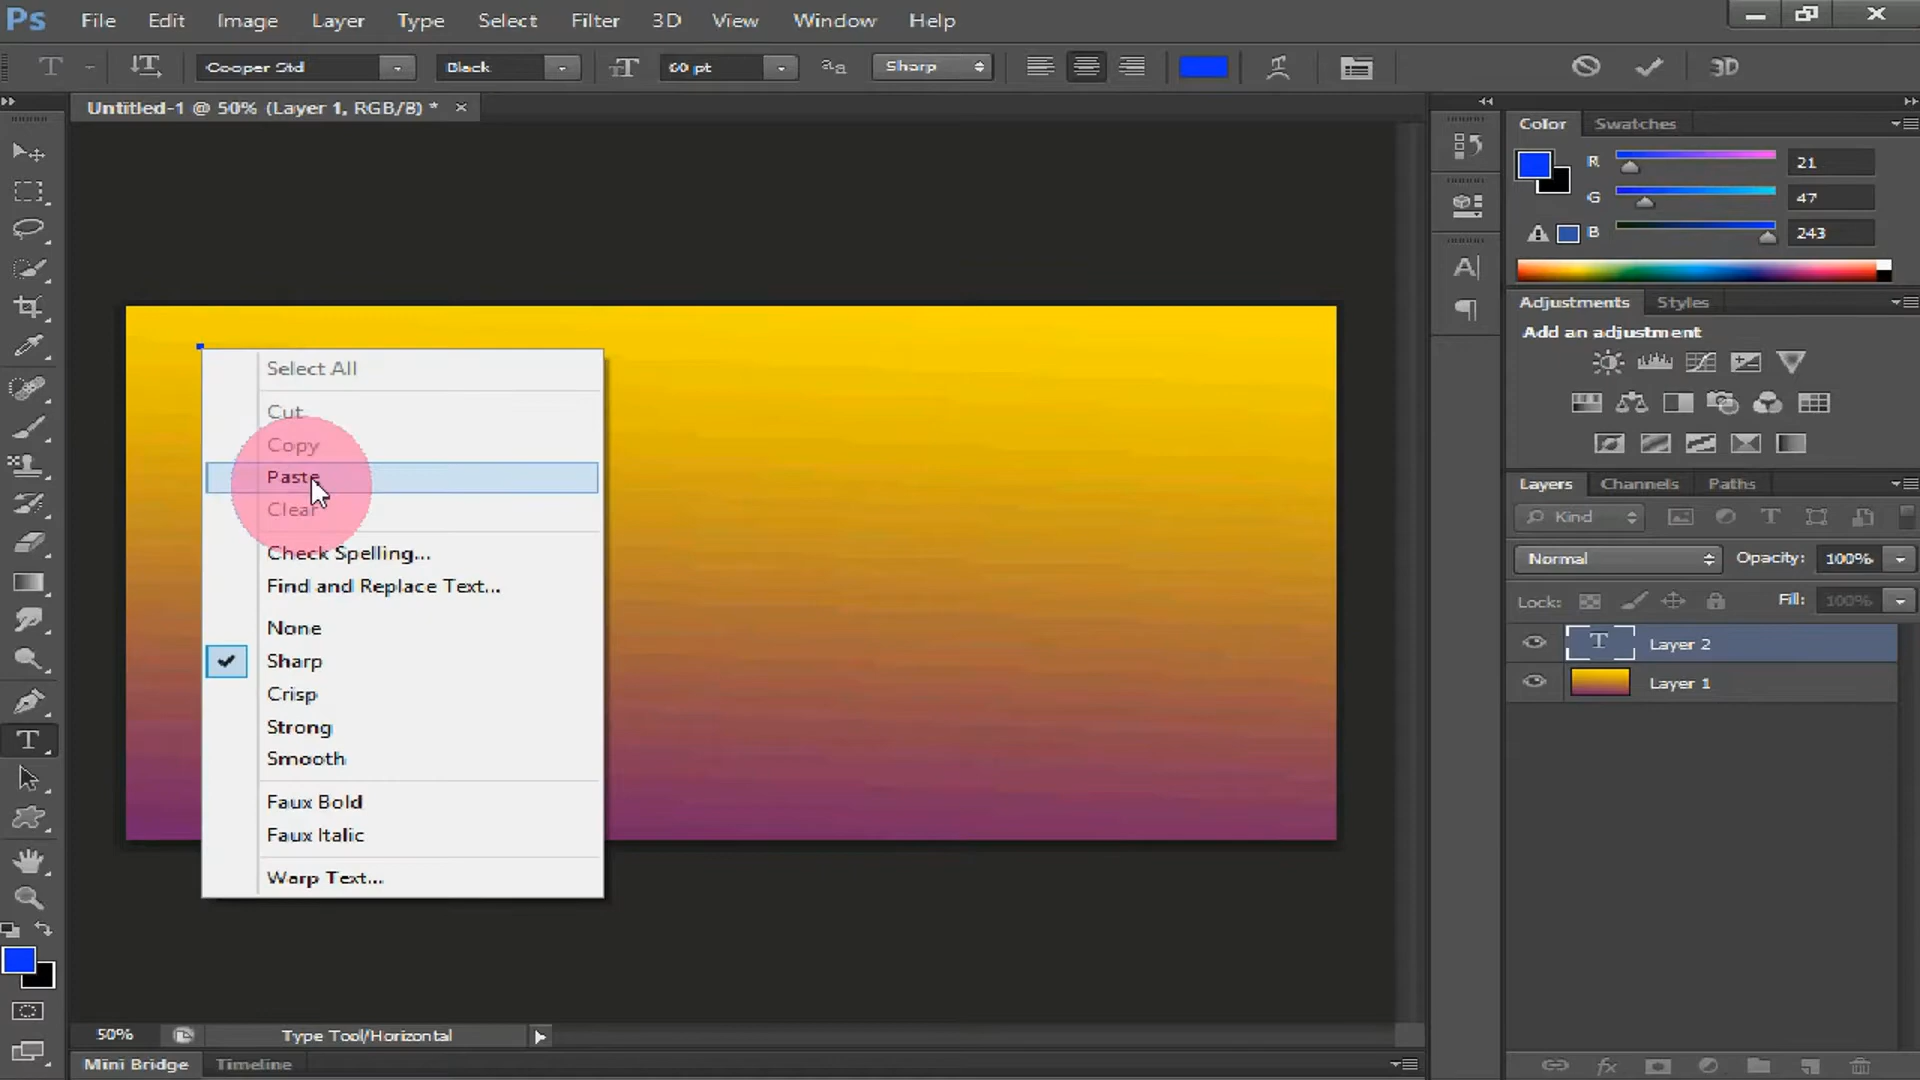 Ps File Edit Image Layer Type Select Filter 3D View Window Help
T Cooper Std Black T 60 pt aa Sharp 3D
Untitled-1 @ 50% (Layer 1, RGB/8) * ×
Color Swatches
R 21
G 47
B 243
Adjustments Styles
Add an adjustment
Select All
Cut
Copy
Paste
Clear
Check Spelling...
Find and Replace Text...
None
Sharp
Crisp
Strong
Smooth
Faux Bold
Faux Italic
Warp Text...
Layers Channels Paths
Kind T
Normal Opacity: 100%
Lock: Fill: 100%
T Layer 2
Layer 1
50% Type Tool/Horizontal
Mini Bridge Timeline
fx